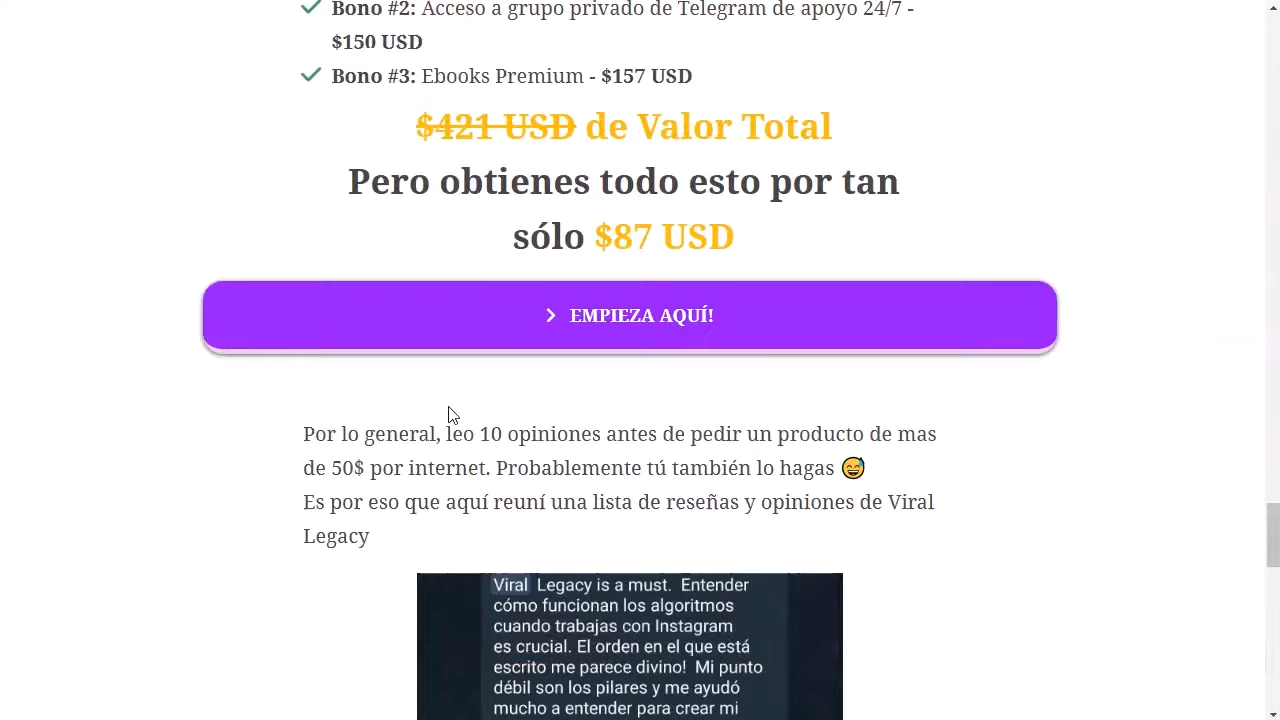 Bono #2: Acceso a grupo privado de Telegram de apoyo 24/7 -
$150 USD
Bono #3: Ebooks Premium - $157 USD
$421 USD de Valor Total
Pero obtienes todo esto por tan
sólo $87 USD
EMPIEZA AQUÍ!
Por lo general, leo 10 opiniones antes de pedir un producto de mas
de 50$ por internet. Probablemente tú también lo hagas 😅
Es por eso que aquí reuní una lista de reseñas y opiniones de Viral
Legacy
Viral Legacy is a must. Entender
cómo funcionan los algoritmos
cuando trabajas con Instagram
es crucial. El orden en el que está
escrito me parece divino! Mi punto
débil son los pilares y me ayudó
mucho a entender para crear mi